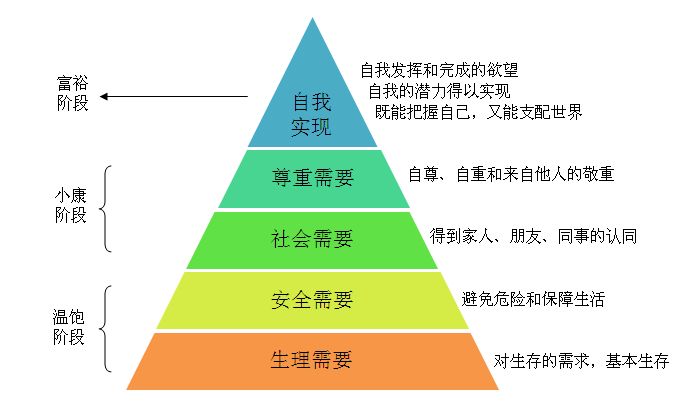 富裕
阶段
自我
实现
自我发挥和完成的欲望
自我的潜力得以实现
既能把握自己，又能支配世界
小康
阶段
尊重需要
自尊、自重和来自他人的敬重
社会需要
得到家人、朋友、同事的认同
温饱
阶段
安全需要
避免危险和保障生活
生理需要
对生存的需求，基本生存